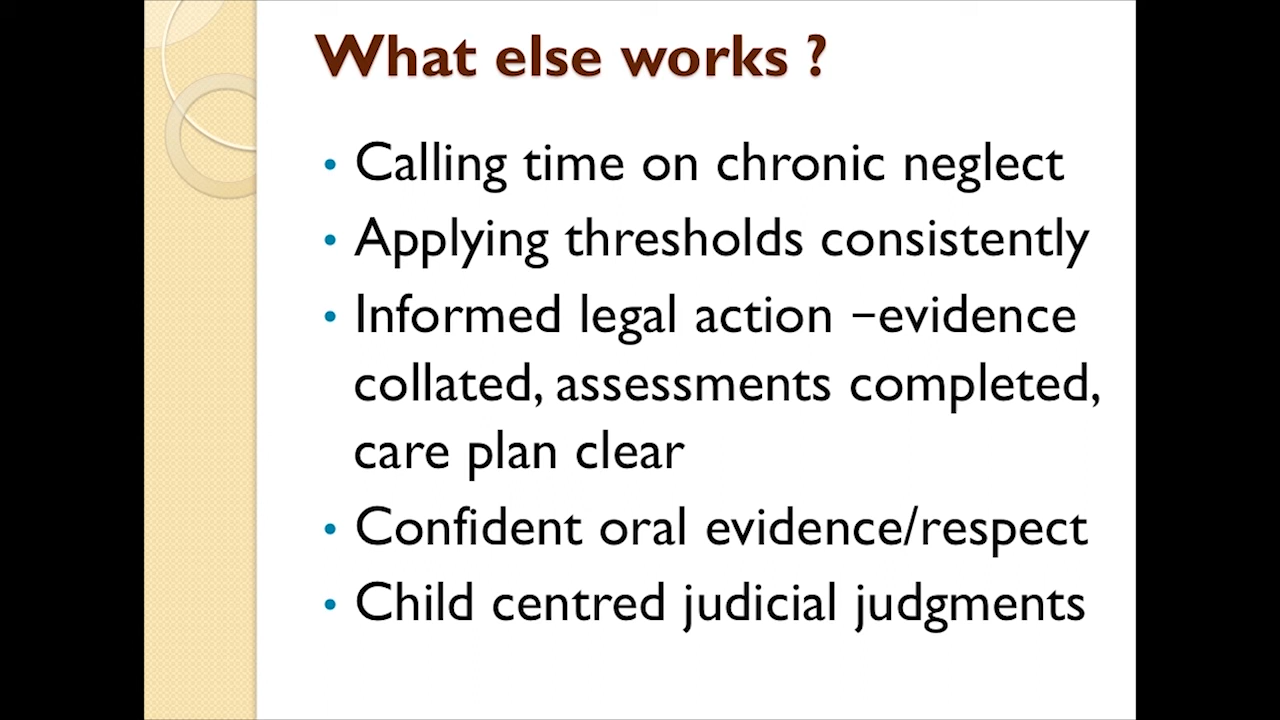 What else works ?
• Calling time on chronic neglect
• Applying thresholds consistently
• Informed legal action –evidence
collated, assessments completed,
care plan clear
• Confident oral evidence/respect
• Child centred judicial judgments